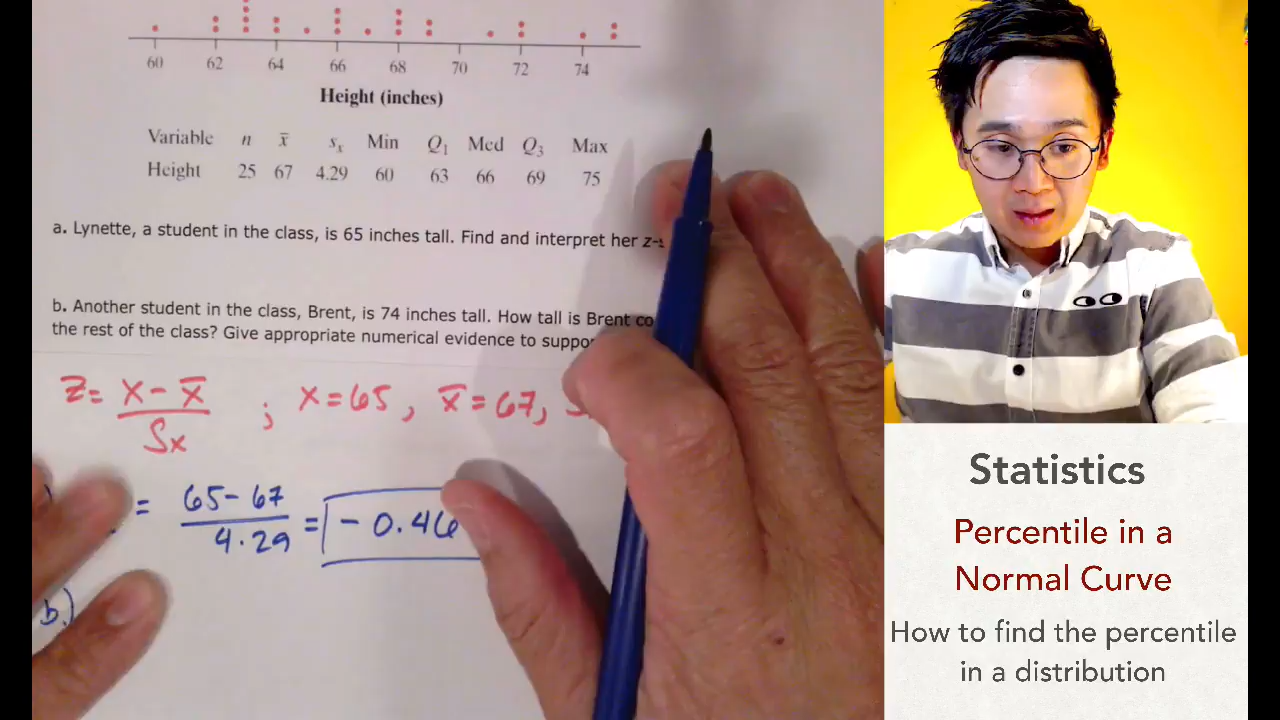 60 62 64 66 68 70 72 74
Height (inches)
Variable n x̄ sₓ Min Q₁ Med Q₃ Max
Height 25 67 4.29 60 63 66 69 75
a. Lynette, a student in the class, is 65 inches tall. Find and interpret her
b. Another student in the class, Brent, is 74 inches tall. How tall is Brent
the rest of the class? Give appropriate numerical evidence to
z = x - x̄ / Sx ; x = 65, x̄ = 67,
= 65 - 67 / 4.29 = - 0.46
b.)
Statistics
Percentile in a
Normal Curve
How to find the percentile
in a distribution